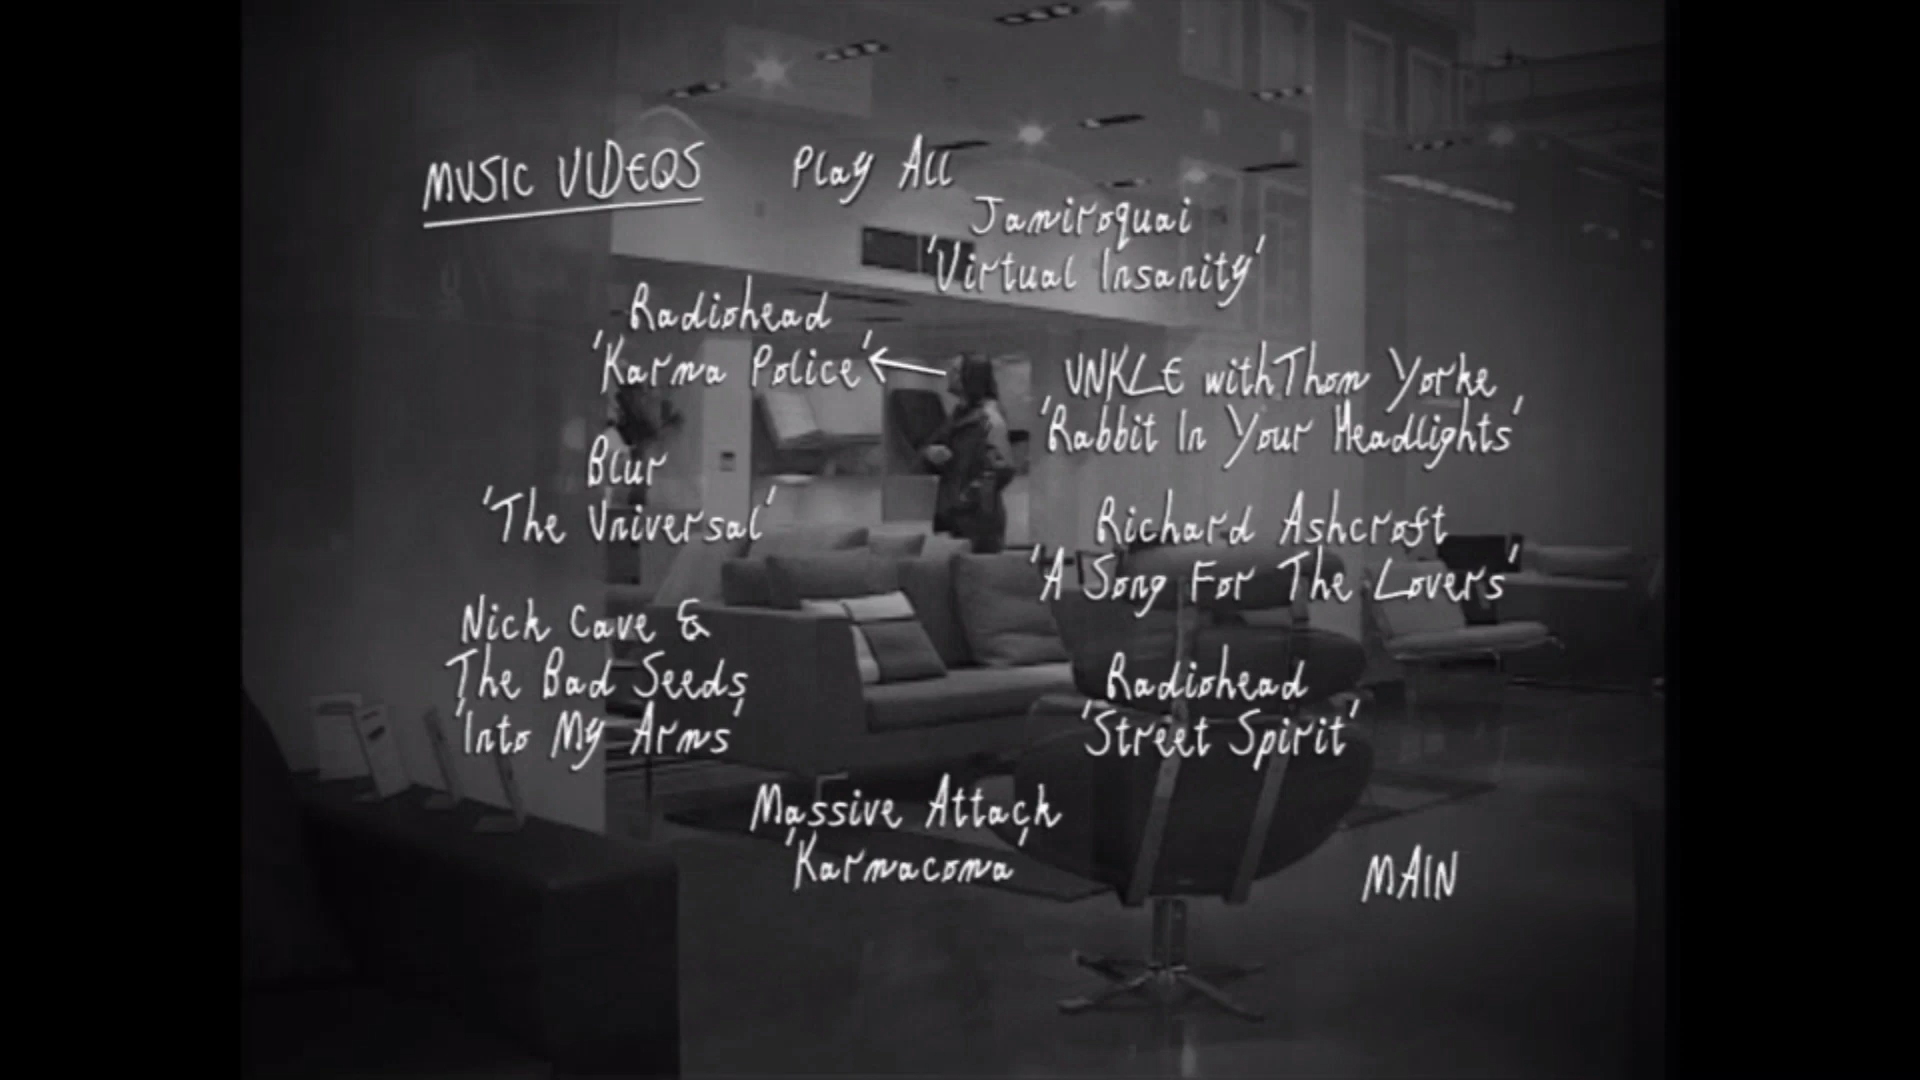 MUSIC VIDEOS
Play All
Jamiroquai
'Virtual Insanity'
Radiohead
'Karma Police'
UNKLE with Thom Yorke
'Rabbit In Your Headlights'
Blur
'The Universal'
Richard Ashcroft
'A Song For The Lovers'
Nick Cave &
The Bad Seeds
'Into My Arms'
Radiohead
'Street Spirit'
Massive Attack
'Karmacoma'
MAIN